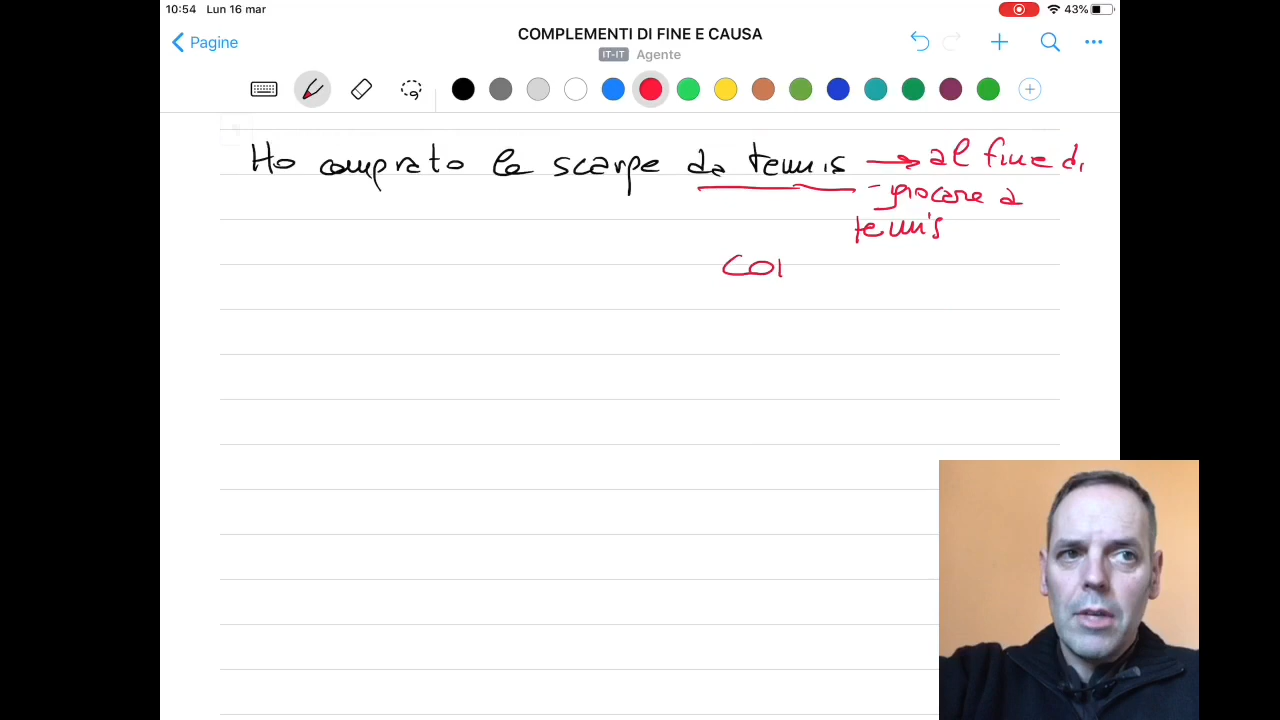 10:54 Lun 16 mar 43%
Pagine COMPLEMENTI DI FINE E CAUSA
IT-IT Agente
Ho comprato le scarpe da tennis → al fine di
giocare a
tennis
CO